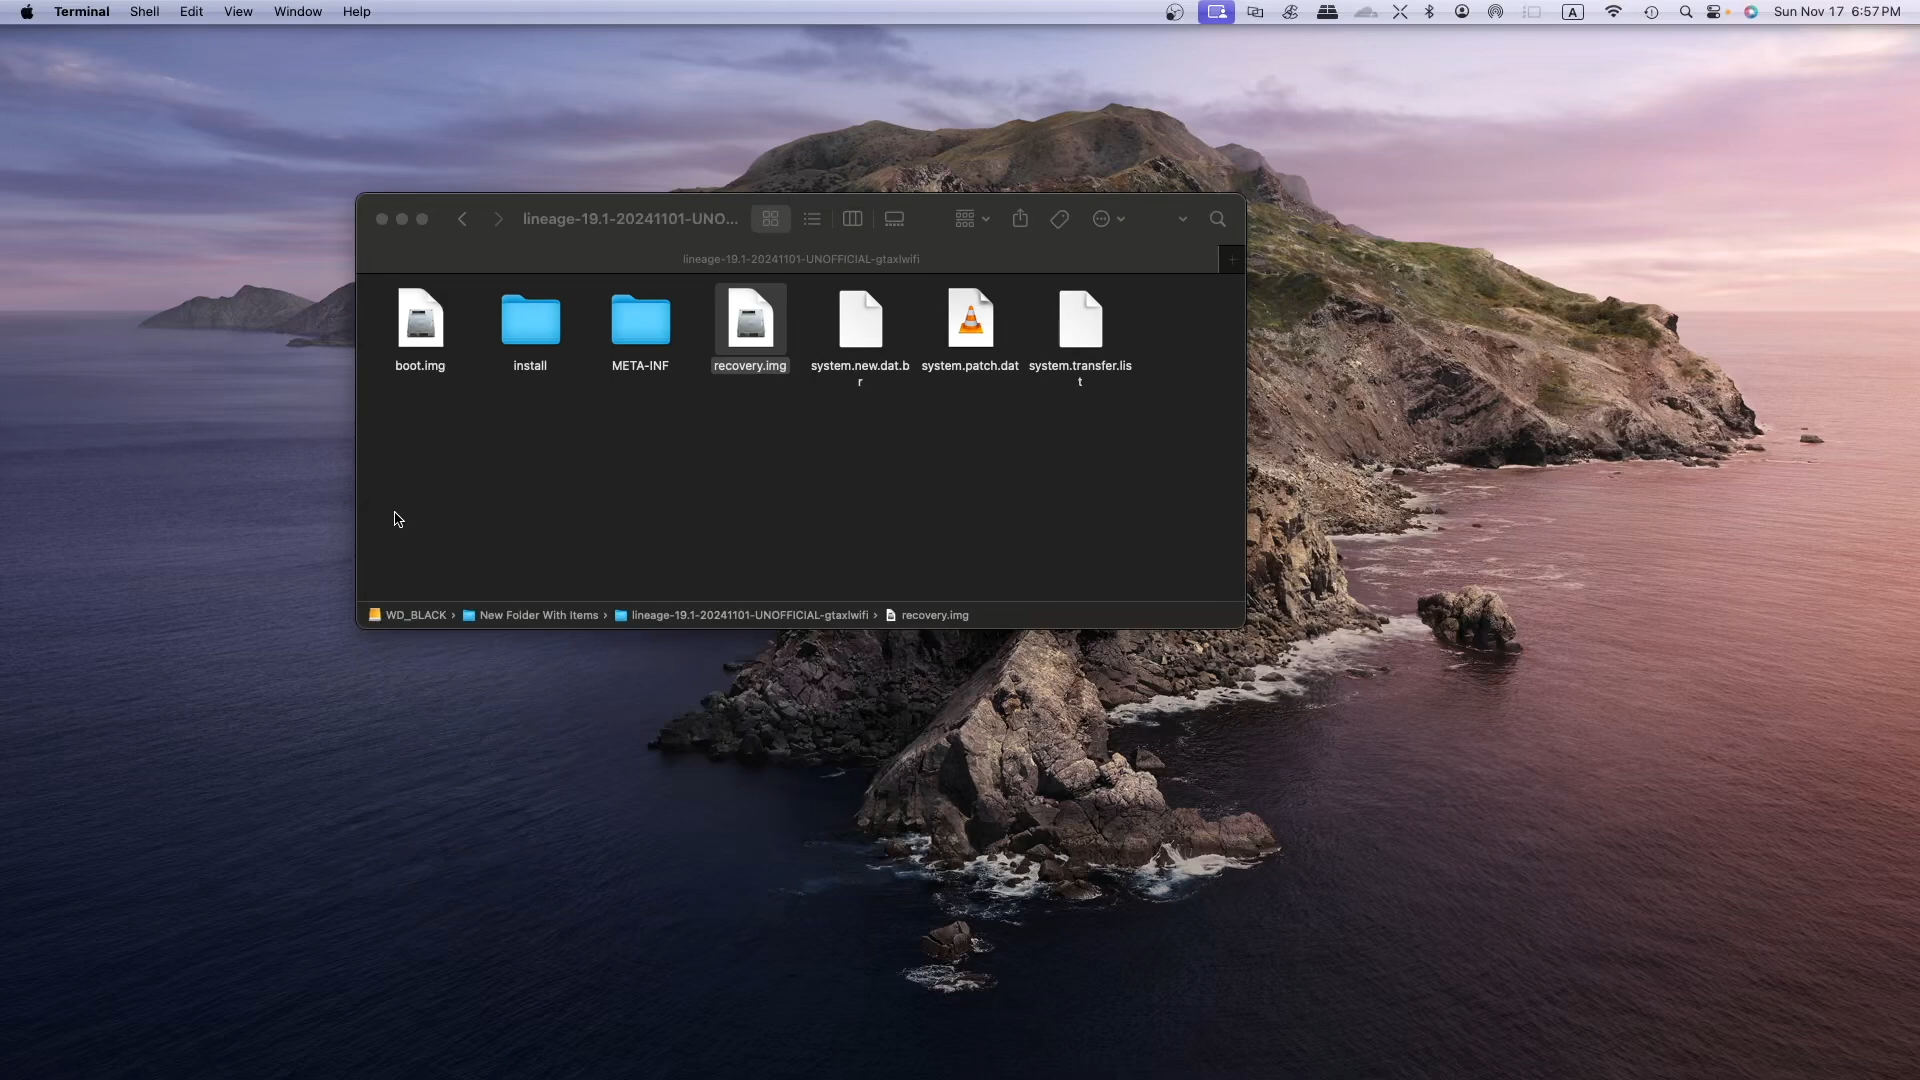 Terminal Shell Edit View Window Help A Sun Nov 17 6:57 PM
lineage-19.1-20241101-UNO...
lineage-19.1-20241101-UNOFFICIAL-gtaxlwifi
boot.img install META-INF recovery.img system.new.dat.b system.patch.dat system.transfer.lis
r t
WD_BLACK › New Folder With Items › lineage-19.1-20241101-UNOFFICIAL-gtaxlwifi › recovery.img